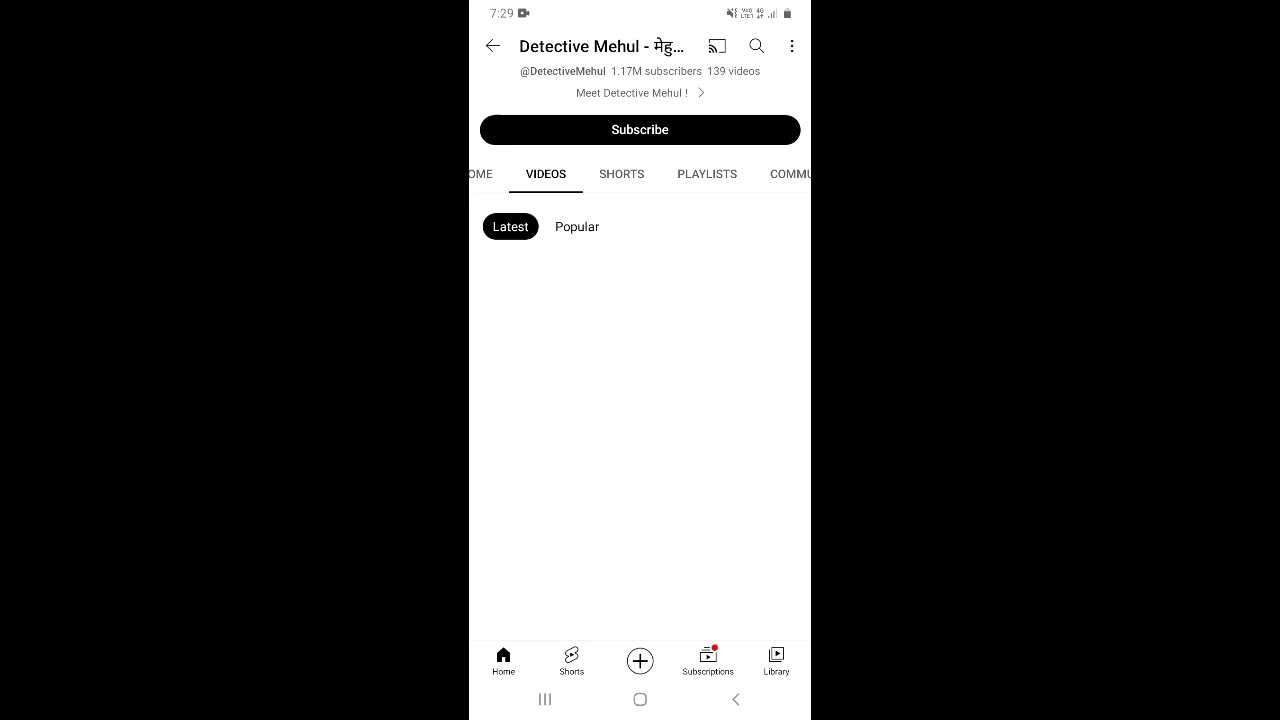 7:29
Detective Mehul - मेहु...
@DetectiveMehul 1.17M subscribers 139 videos
Meet Detective Mehul !
Subscribe
OME VIDEOS SHORTS PLAYLISTS COMMU
Latest Popular
Home Shorts Subscriptions Library